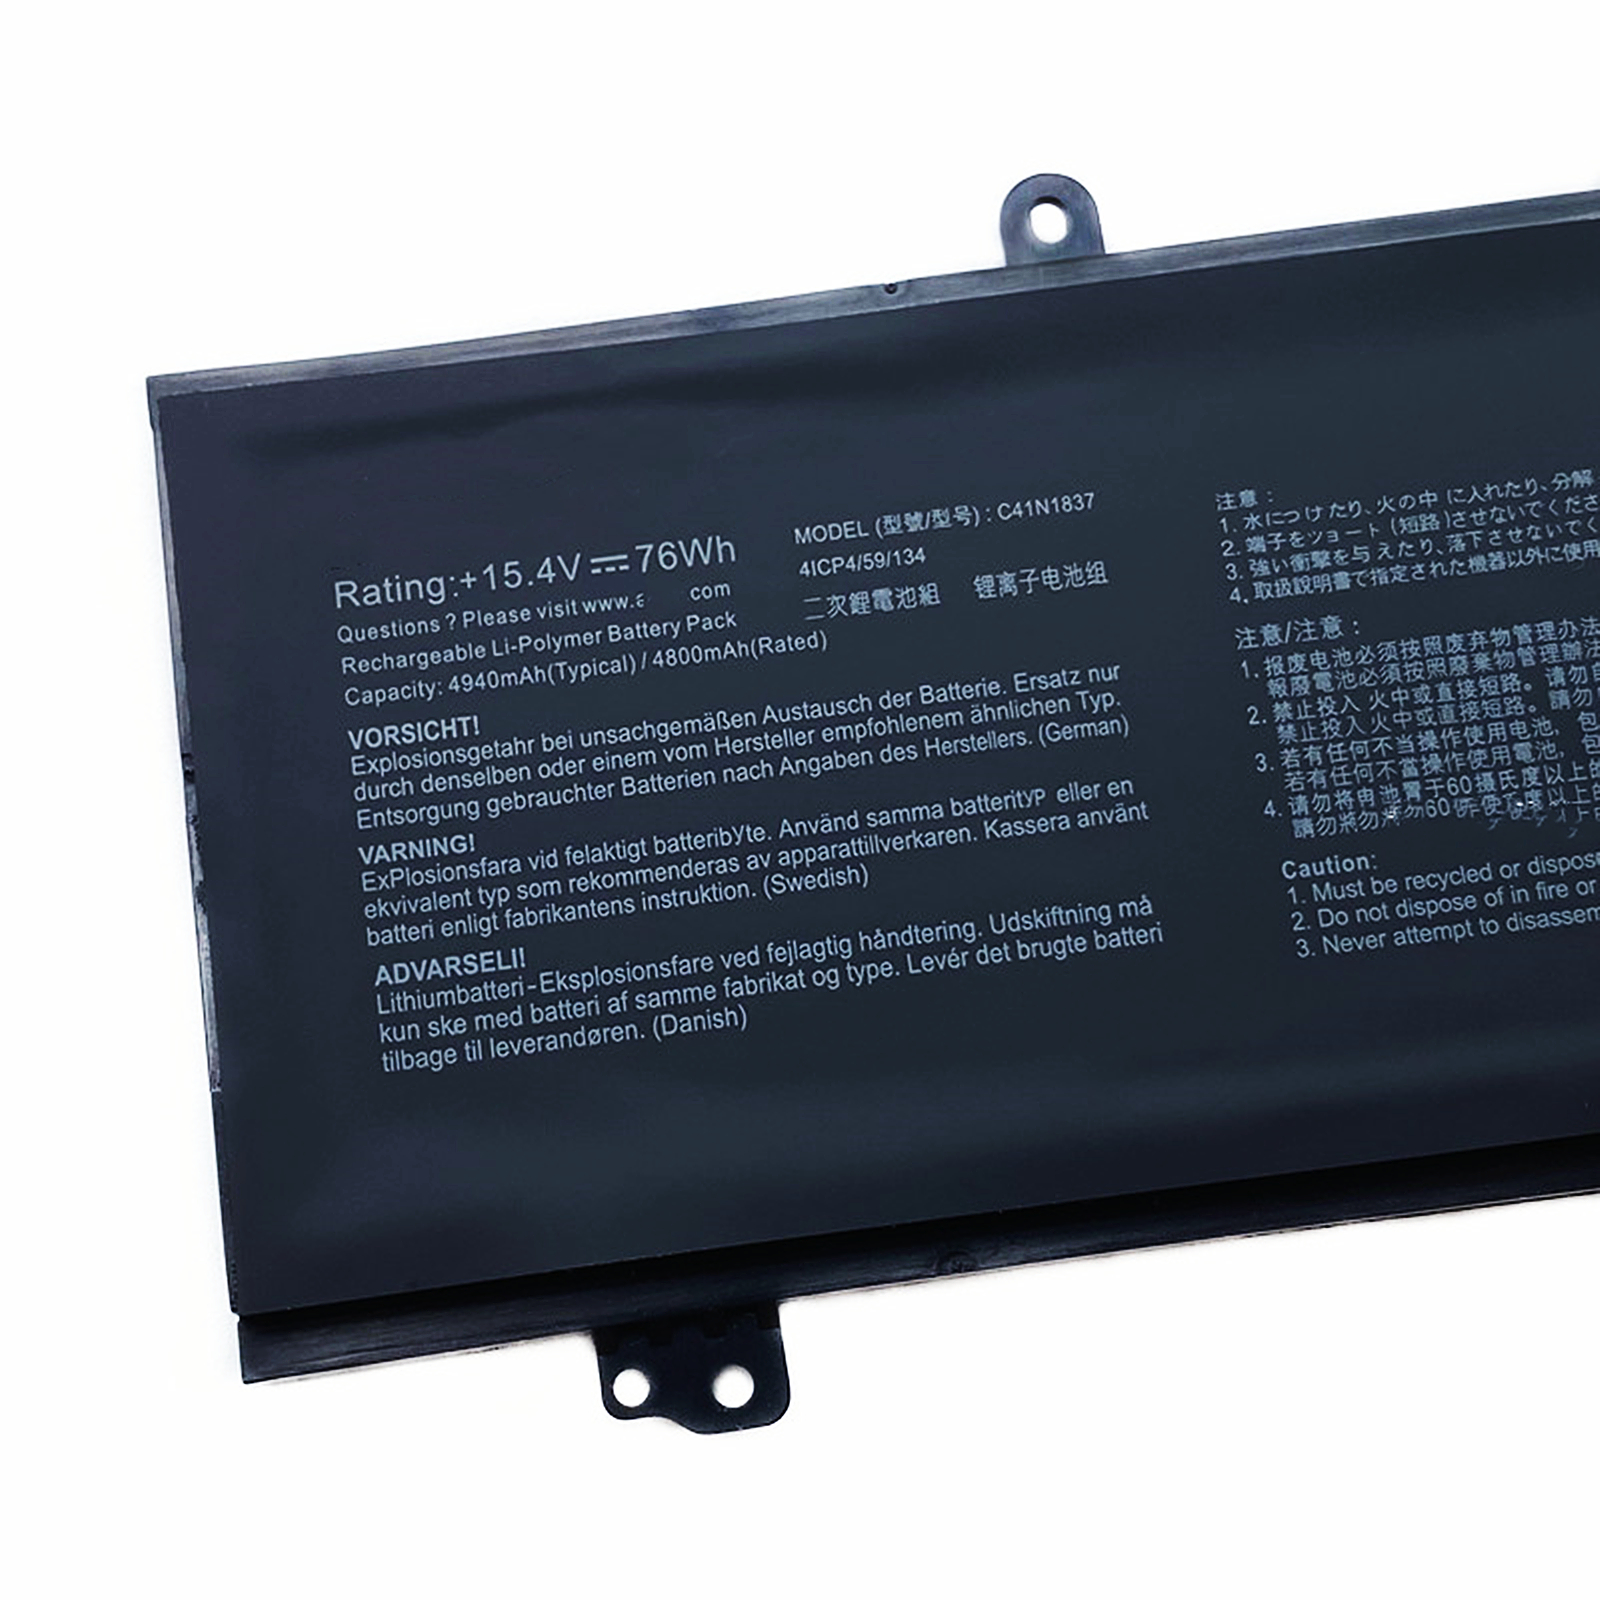 Rating:+15.4V⎓76Wh
Questions ? Please visit www.a com
Rechargeable Li-Polymer Battery Pack
Capacity: 4940mAh(Typical) / 4800mAh(Rated)
MODEL (型號/型号) : C41N1837
4ICP4/59/134
二次鋰電池組 锂离子电池组
VORSICHT!
Explosionsgetahr bei unsachgemäßen Austausch der Batterie. Ersatz nur
durch denselben oder einem vom Hersteller empfohlenem ähnlichen Typ.
Entsorgung gebrauchter Batterien nach Angaben des Herstellers. (German)
VARNING!
ExPlosionsfara vid felaktigt batteribYte. Använd samma batterityP eller en
ekvivalent typ som rekommenderas av apparattillverkaren. Kassera använt
batteri enligt fabrikantens instruktion. (Swedish)
ADVARSELI!
Lithiumbatteri-Eksplosionsfare ved fejlagtig håndtering. Udskiftning må
kun ske med batteri af samme fabrikat og type. Levér det brugte batteri
tilbage til leverandøren. (Danish)
注意 :
1. 水につけたり、火の中 に入れたり、分解
2. 端子をツョート (短路)させないでくださ
3. 強い衝撃を与 えたり、落下させないでく
4. 取扱説明書で指定された機器以外に使用
注意/注意 :
1. 报废电池必须按照废弃物管理办法
報廢電池必須按照廢棄物管理辦法
2. 禁止投入 火中或直接短路。请勿自
禁止投入 火中或直接短路。請勿
3. 若有任何不当操作使用电池, 包
若有任何不當操作使用電池, 包
4. 请勿将电池置于60摄氏度以上的
請勿將 60
Caution:
1. Must be recycled or dispos
2. Do not dispose of in fire or
3. Never attempt to disassem